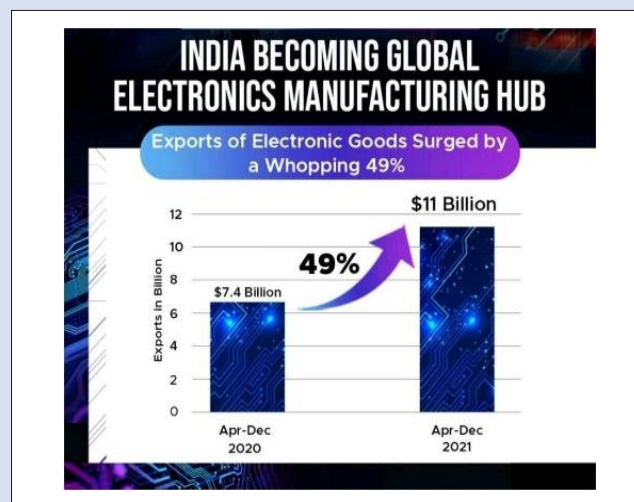 INDIA BECOMING GLOBAL
ELECTRONICS MANUFACTURING HUB
Exports of Electronic Goods Surged by
a Whopping 49%
Exports in Billion
12
10
8
6
4
2
0
$7.4 Billion
49%
$11 Billion
Apr-Dec
2020
Apr-Dec
2021